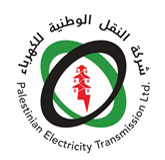 شركة النقل الوطنية للكهرباء
Palestinian Electricity Transmission Ltd.